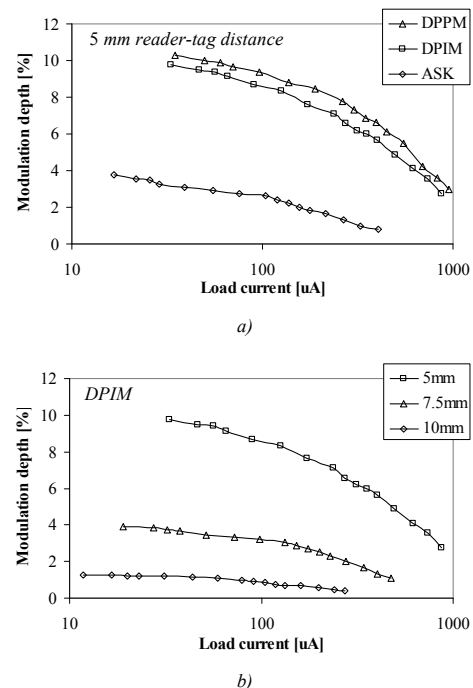 5 mm reader-tag distance
DPPM
DPIM
ASK
Modulation depth [%]
12
10
8
6
4
2
0
10
100
1000
Load current [uA]
a)
DPIM
5mm
7.5mm
10mm
Modulation depth [%]
12
10
8
6
4
2
0
10
100
1000
Load current [uA]
b)